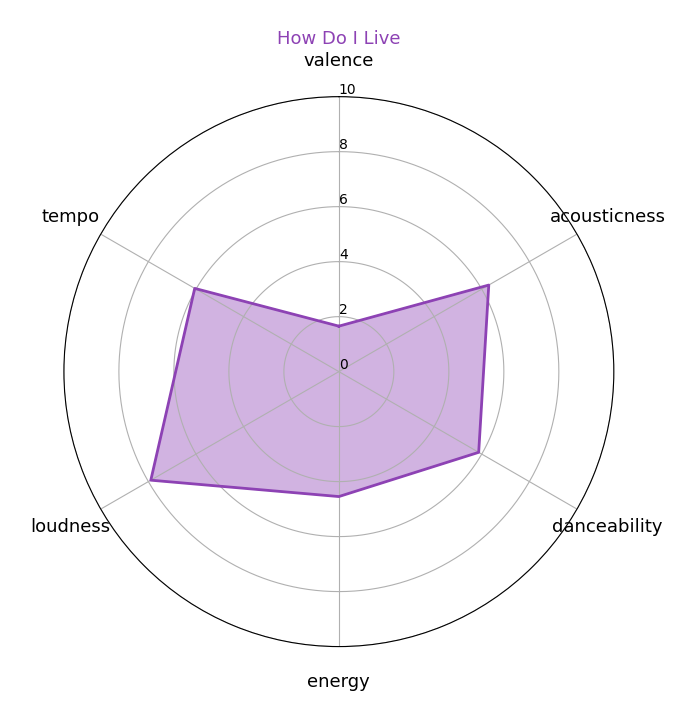 How Do I Live
valence
10
8
6
4
2
0
tempo
acousticness
loudness
danceability
energy